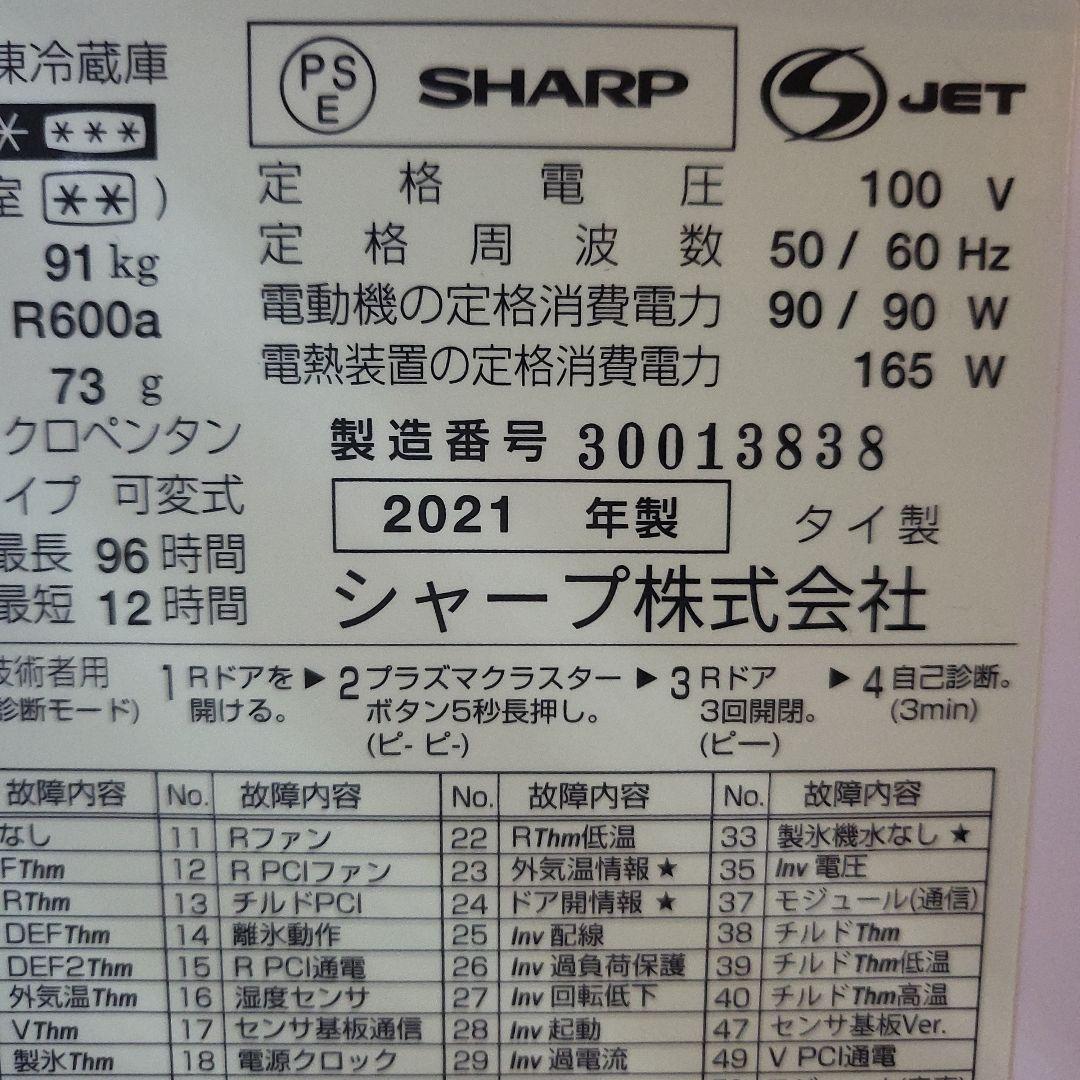 凍冷蔵庫
室(**))
91 kg
R600a
73 g
クロペンタン
イプ 可変式
最長 96 時間
最短 12 時間
PSE SHARP
JET
定格電圧 100 V
定格周波数 50 / 60 Hz
電動機の定格消費電力 90 / 90 W
電熱装置の定格消費電力 165 W
製造番号 30013838
2021 年製
タイ製
シャープ株式会社
技術者用
診断モード)
1 Rドアを開ける。 ▶ 2 プラズマクラスター ▶ 3 Rドア ▶ 4 自己診断。
ボタン5秒長押し。 3回開閉。 (3min)
(ピ- ピ-) (ピー)
故障内容 No. 故障内容 No. 故障内容 No. 故障内容
なし 11 Rファン 22 RThm低温 33 製氷機水なし ★
FThm 12 R PCIファン 23 外気温情報 ★ 35 Inv 電圧
RThm 13 チルドPCI 24 ドア開情報 ★ 37 モジュール(通信)
DEFThm 14 離氷動作 25 Inv 配線 38 チルドThm
DEF2Thm 15 R PCI通電 26 Inv 過負荷保護 39 チルドThm低温
外気温Thm 16 湿度センサ 27 Inv 回転低下 40 チルドThm高温
VThm 17 センサ基板通信 28 Inv 起動 47 センサ基板Ver.
製氷Thm 18 電源クロック 29 Inv 過電流 49 V PCI通電